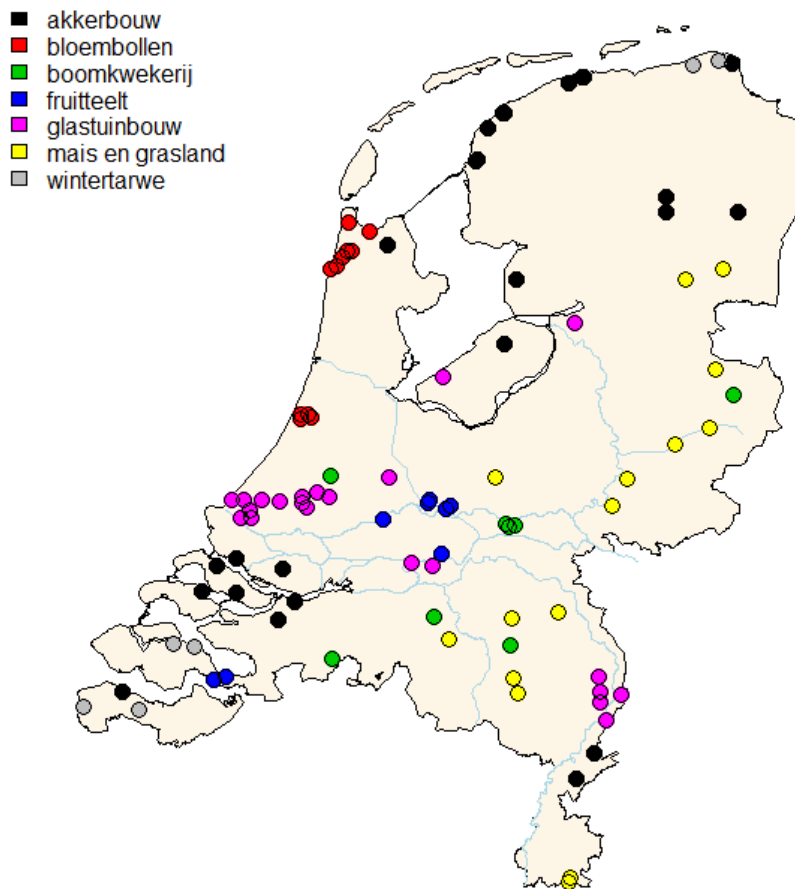 akkerbouw
bloembollen
boomkwekerij
fruitteelt
glastuinbouw
mais en grasland
wintertarwe